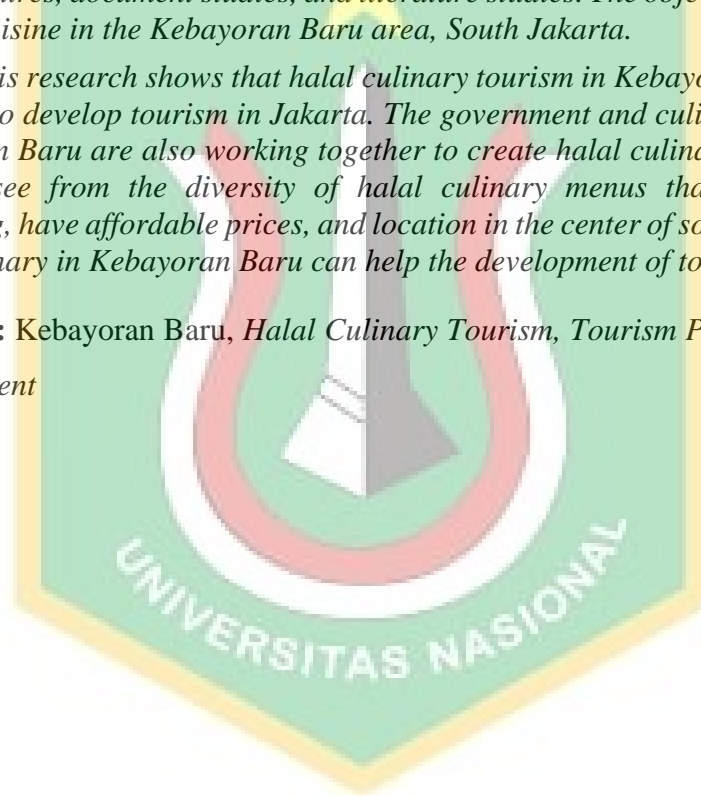 ires, document studies, and literature studies. The obje
isine in the Kebayoran Baru area, South Jakarta.
is research shows that halal culinary tourism in Kebayo
o develop tourism in Jakarta. The government and culi
n Baru are also working together to create halal culina
see from the diversity of halal culinary menus tha
g, have affordable prices, and location in the center of so
nary in Kebayoran Baru can help the development of to
: Kebayoran Baru, Halal Culinary Tourism, Tourism P
ent
UNIVERSITAS NASIONAL